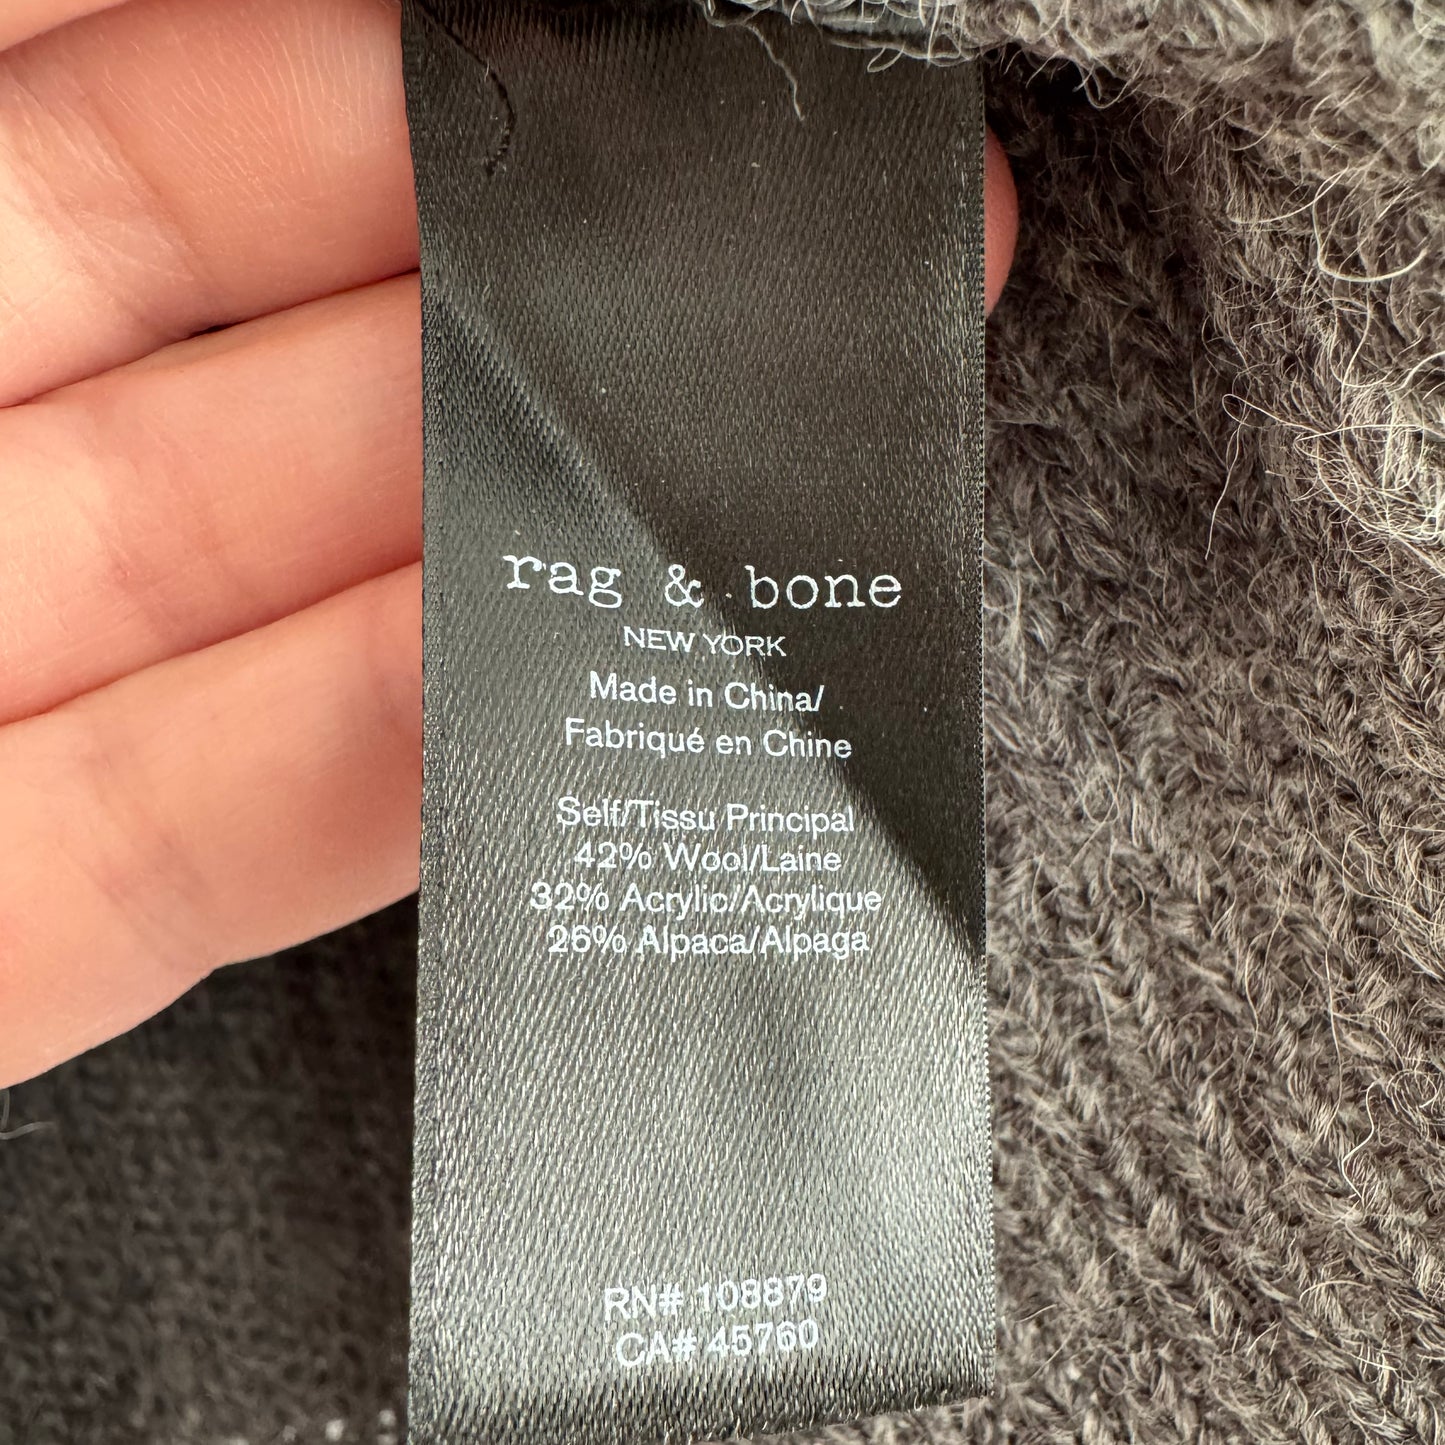 rag & bone
NEW YORK
Made in China/
Fabriqué en Chine
Self/Tissu Principal
42% Wool/Laine
32% Acrylic/Acrylique
26% Alpaca/Alpaga
RN# 108879
CA# 45760